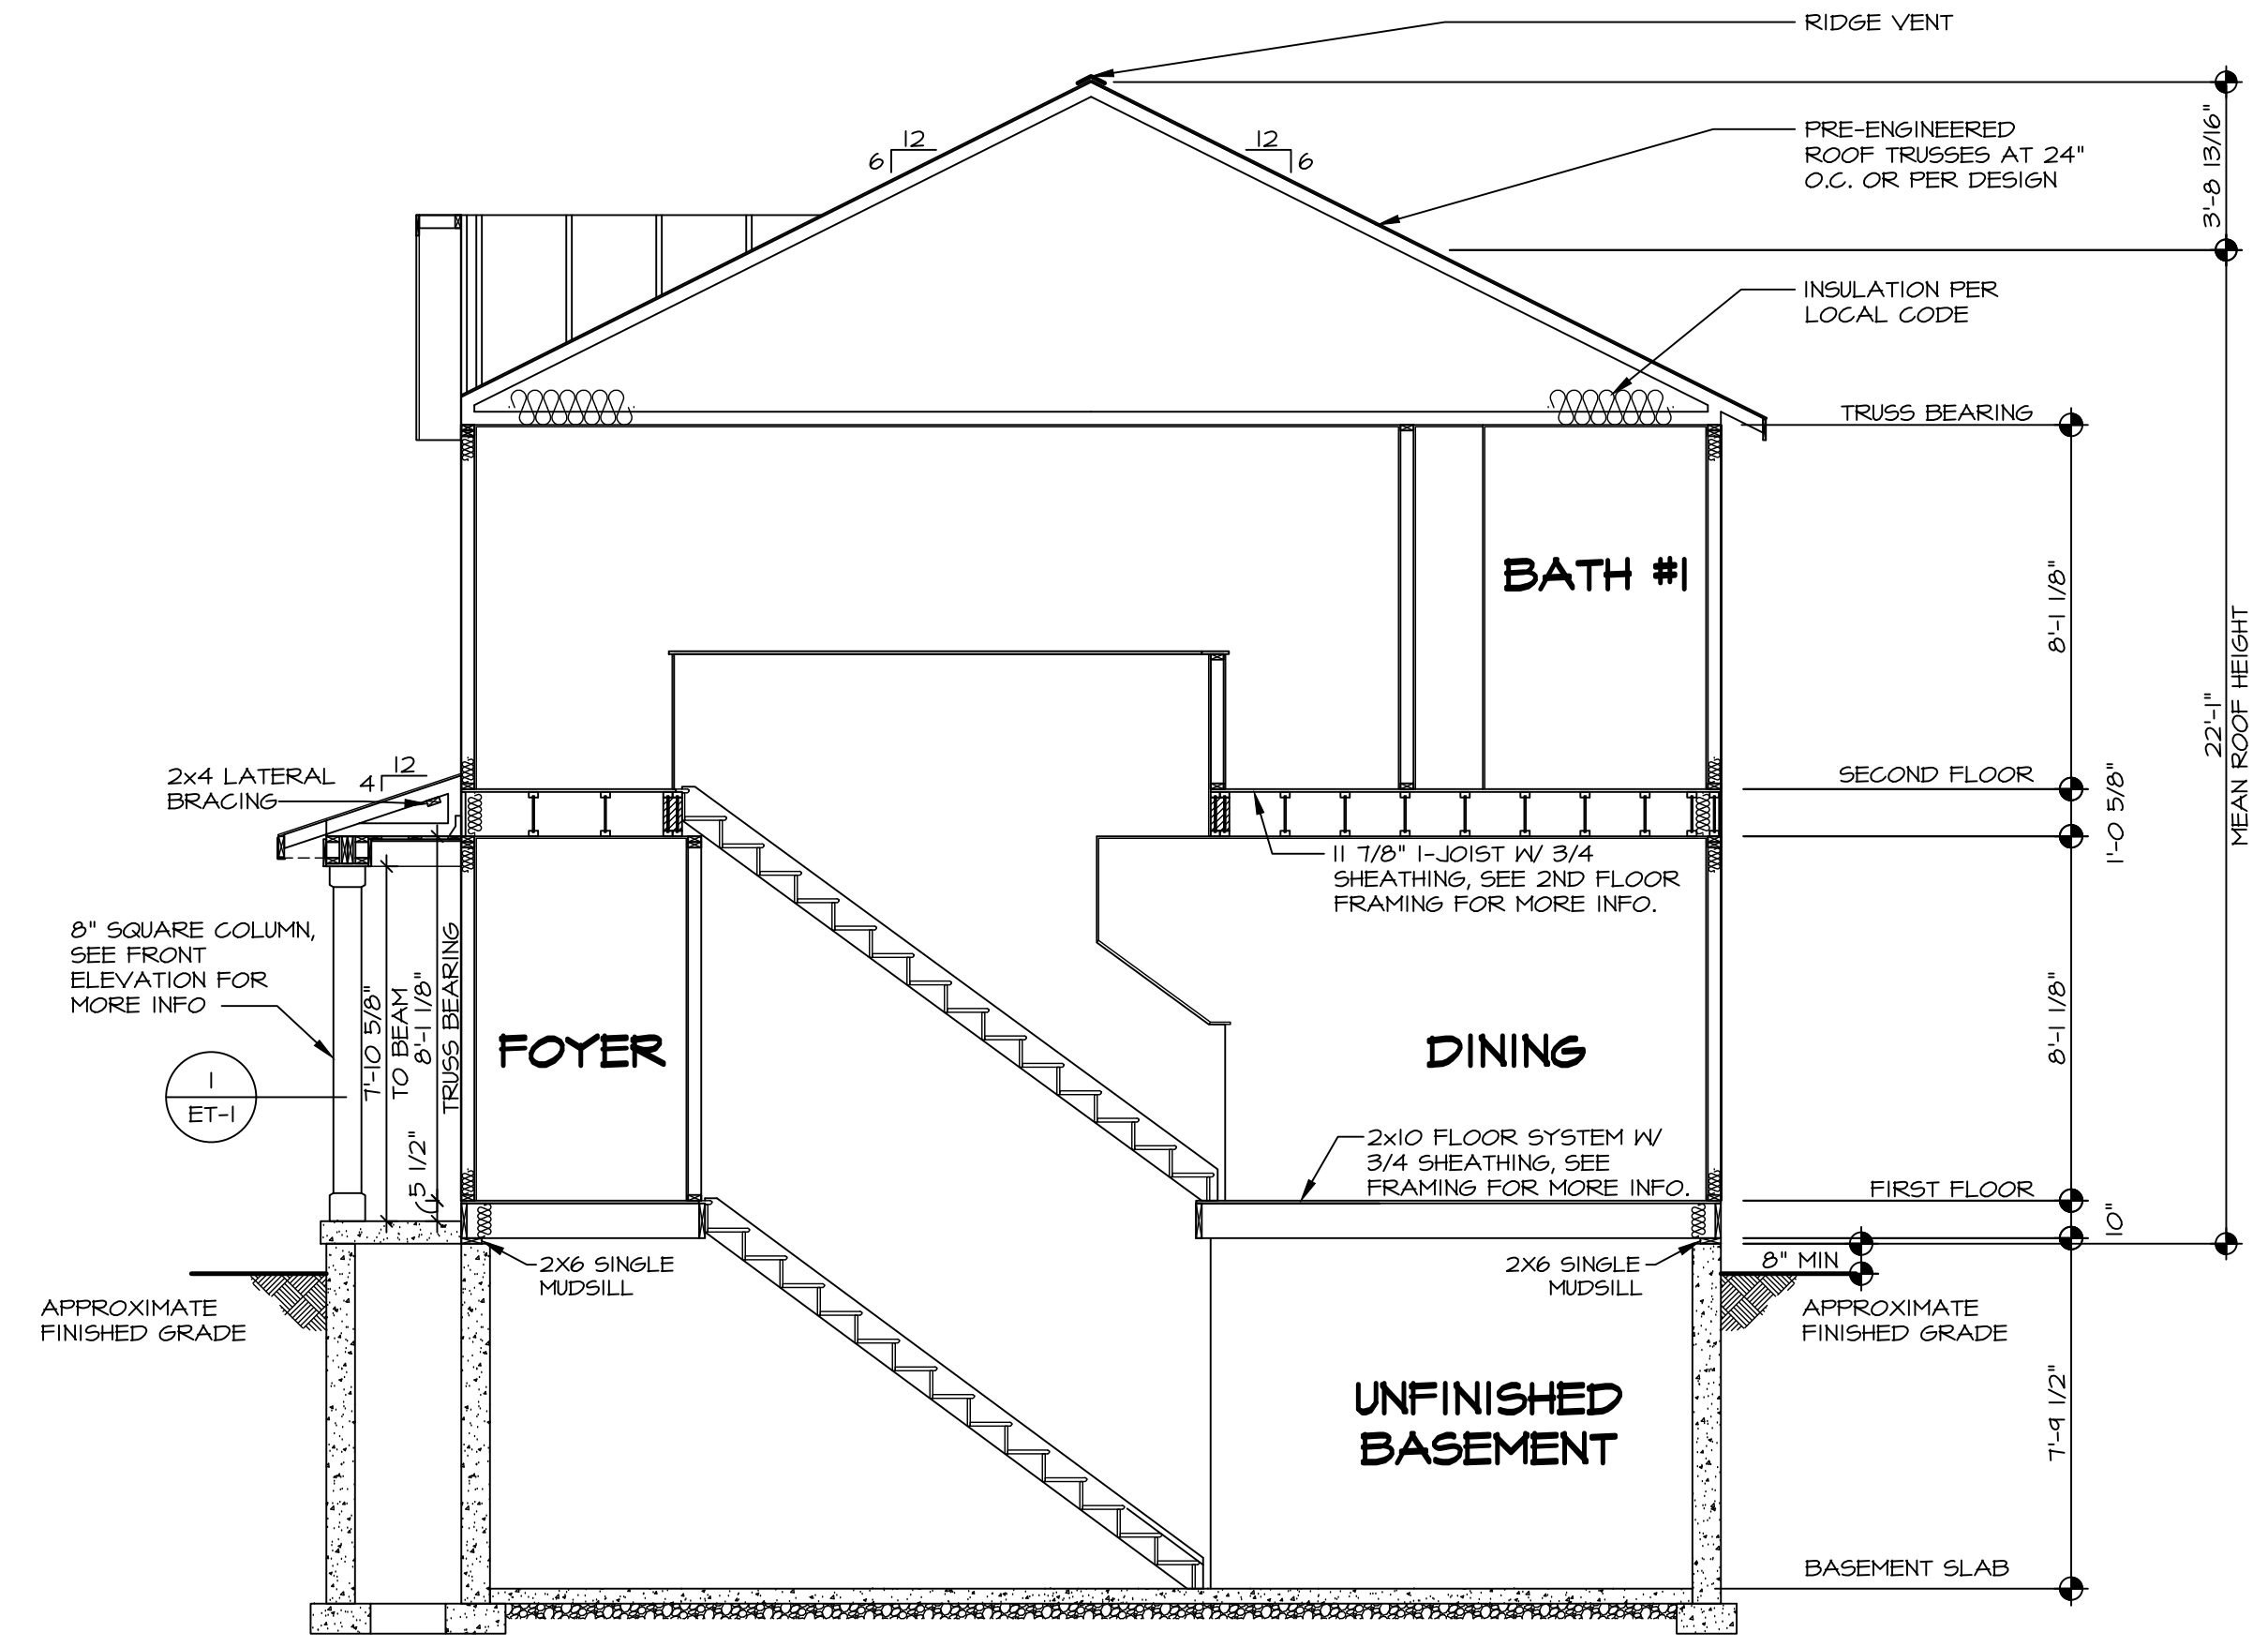 RIDGE VENT
12
6
12
6
PRE-ENGINEERED
ROOF TRUSSES AT 24"
O.C. OR PER DESIGN
3'-8 13/16"
INSULATION PER
LOCAL CODE
TRUSS BEARING
BATH #1
8'-1 1/8"
22'-1"
MEAN ROOF HEIGHT
2x4 LATERAL
BRACING
12
4
SECOND FLOOR
1'-0 5/8"
11 7/8" I-JOIST W/ 3/4
SHEATHING, SEE 2ND FLOOR
FRAMING FOR MORE INFO.
8" SQUARE COLUMN,
SEE FRONT
ELEVATION FOR
MORE INFO
7'-10 5/8"
TO BEAM
8'-1 1/8"
TRUSS BEARING
FOYER
DINING
8'-1 1/8"
1
ET-1
5 1/2"
2x10 FLOOR SYSTEM W/
3/4 SHEATHING, SEE
FRAMING FOR MORE INFO.
FIRST FLOOR
10"
2X6 SINGLE
MUDSILL
2X6 SINGLE
MUDSILL
8" MIN
APPROXIMATE
FINISHED GRADE
APPROXIMATE
FINISHED GRADE
UNFINISHED
BASEMENT
7'-9 1/2"
BASEMENT SLAB